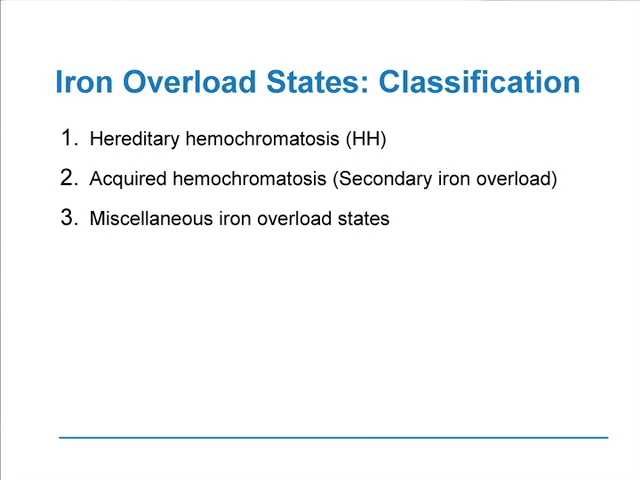 Iron Overload States: Classification
1. Hereditary hemochromatosis (HH)
2. Acquired hemochromatosis (Secondary iron overload)
3. Miscellaneous iron overload states